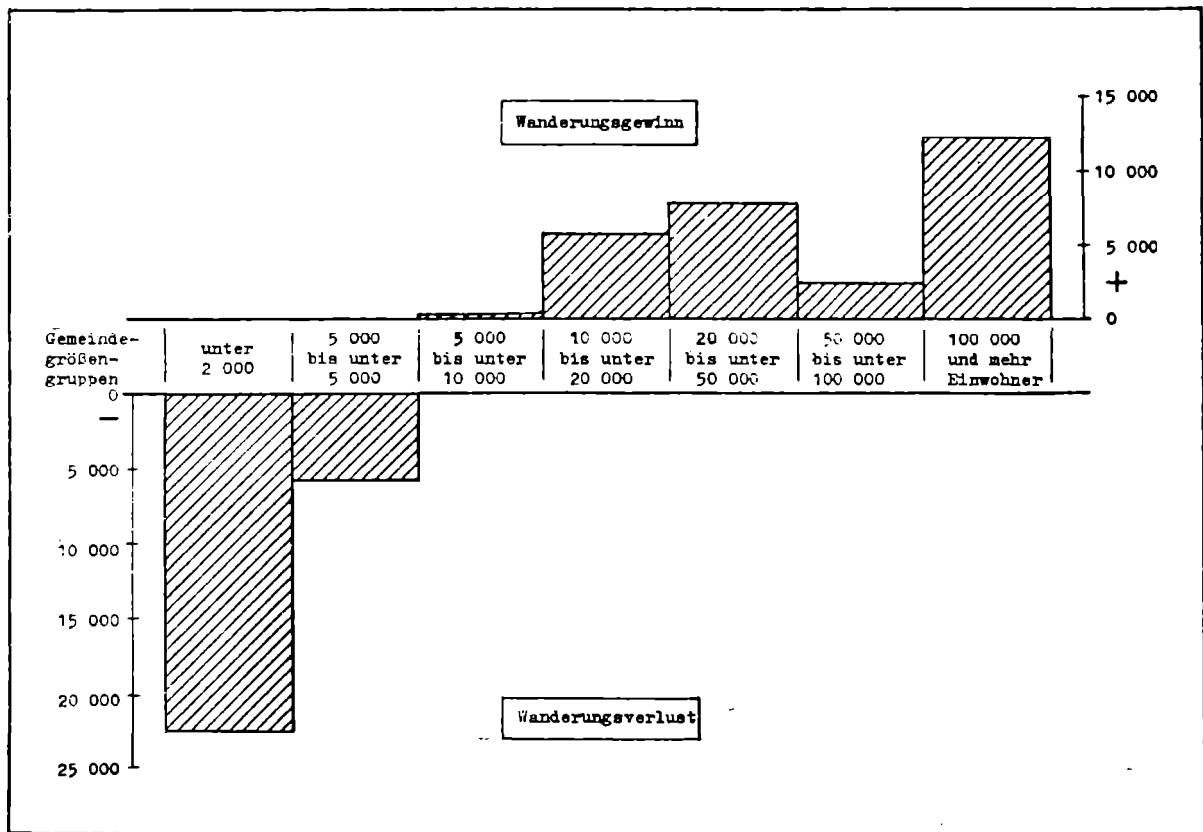 Wanderungsgewinn
15 000
10 000
5 000
+
0
Gemeinde-
größen-
gruppen
unter
2 000
5 000
bis unter
5 000
5 000
bis unter
10 000
10 000
bis unter
20 000
20 000
bis unter
50 000
50 000
bis unter
100 000
100 000
und mehr
Einwohner
0
−
5 000
10 000
15 000
20 000
25 000
Wanderungsverlust